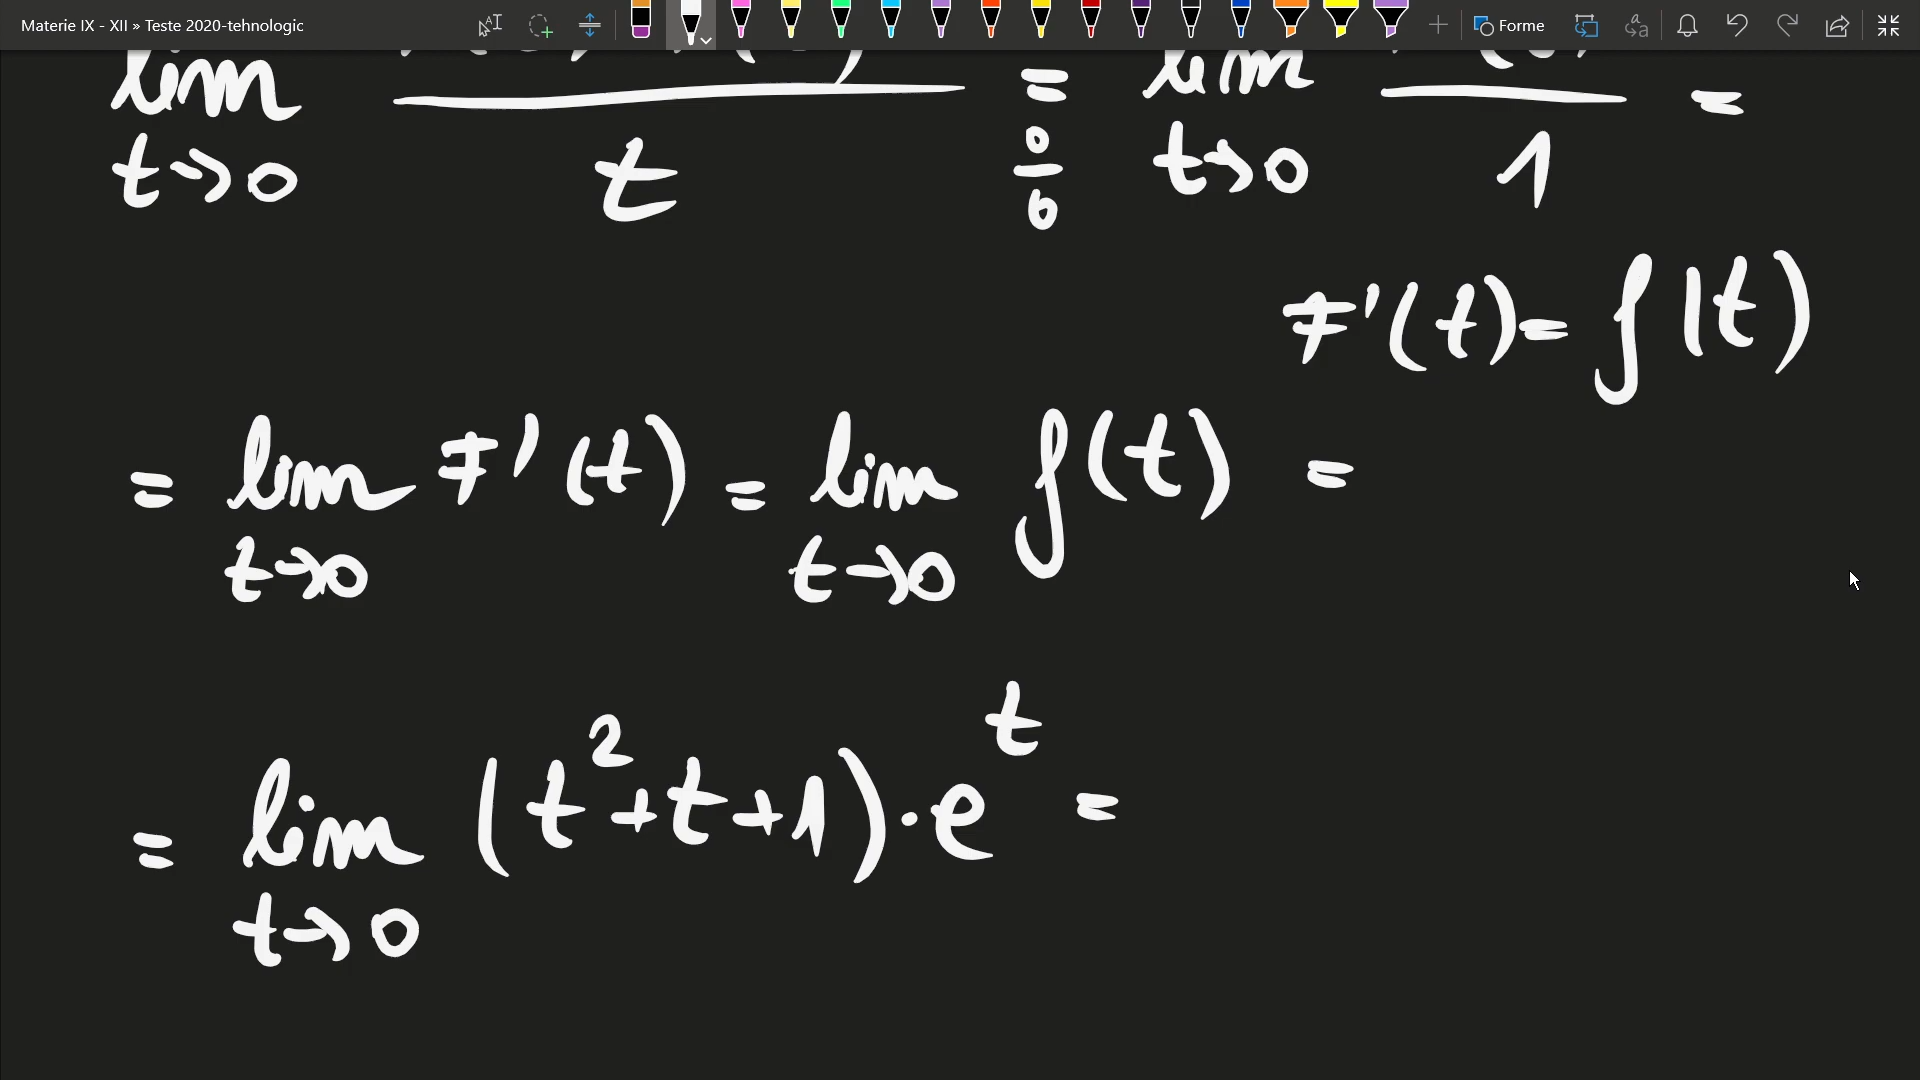 Materie IX - XII » Teste 2020-tehnologic
Forme
lim = lim =
t→0 t 0/0 t→0 1
F'(t)= f(t)
= lim F'(t) = lim f(t) =
t→0 t→0
= lim (t²+t+1)·eᵗ =
t→0